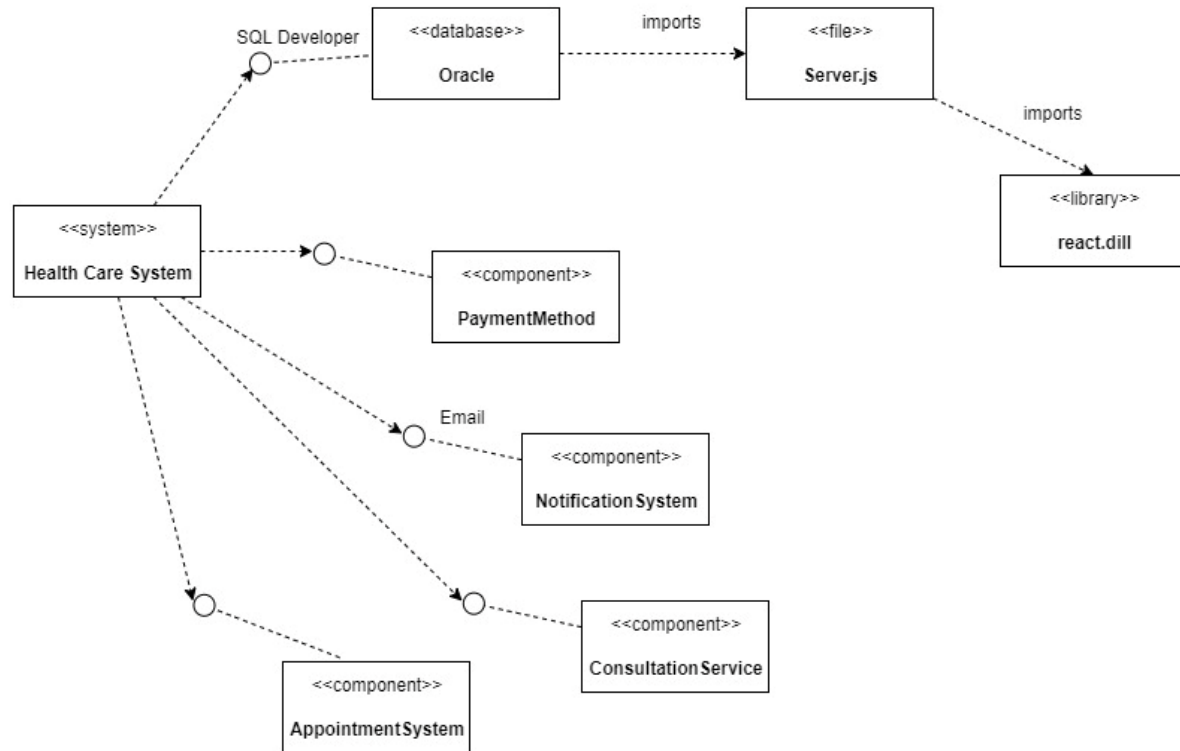 SQL Developer
<<database>>
Oracle
imports
<<file>>
Server.js
imports
<<library>>
react.dill
<<system>>
Health Care System
<<component>>
PaymentMethod
Email
<<component>>
NotificationSystem
<<component>>
ConsultationService
<<component>>
AppointmentSystem